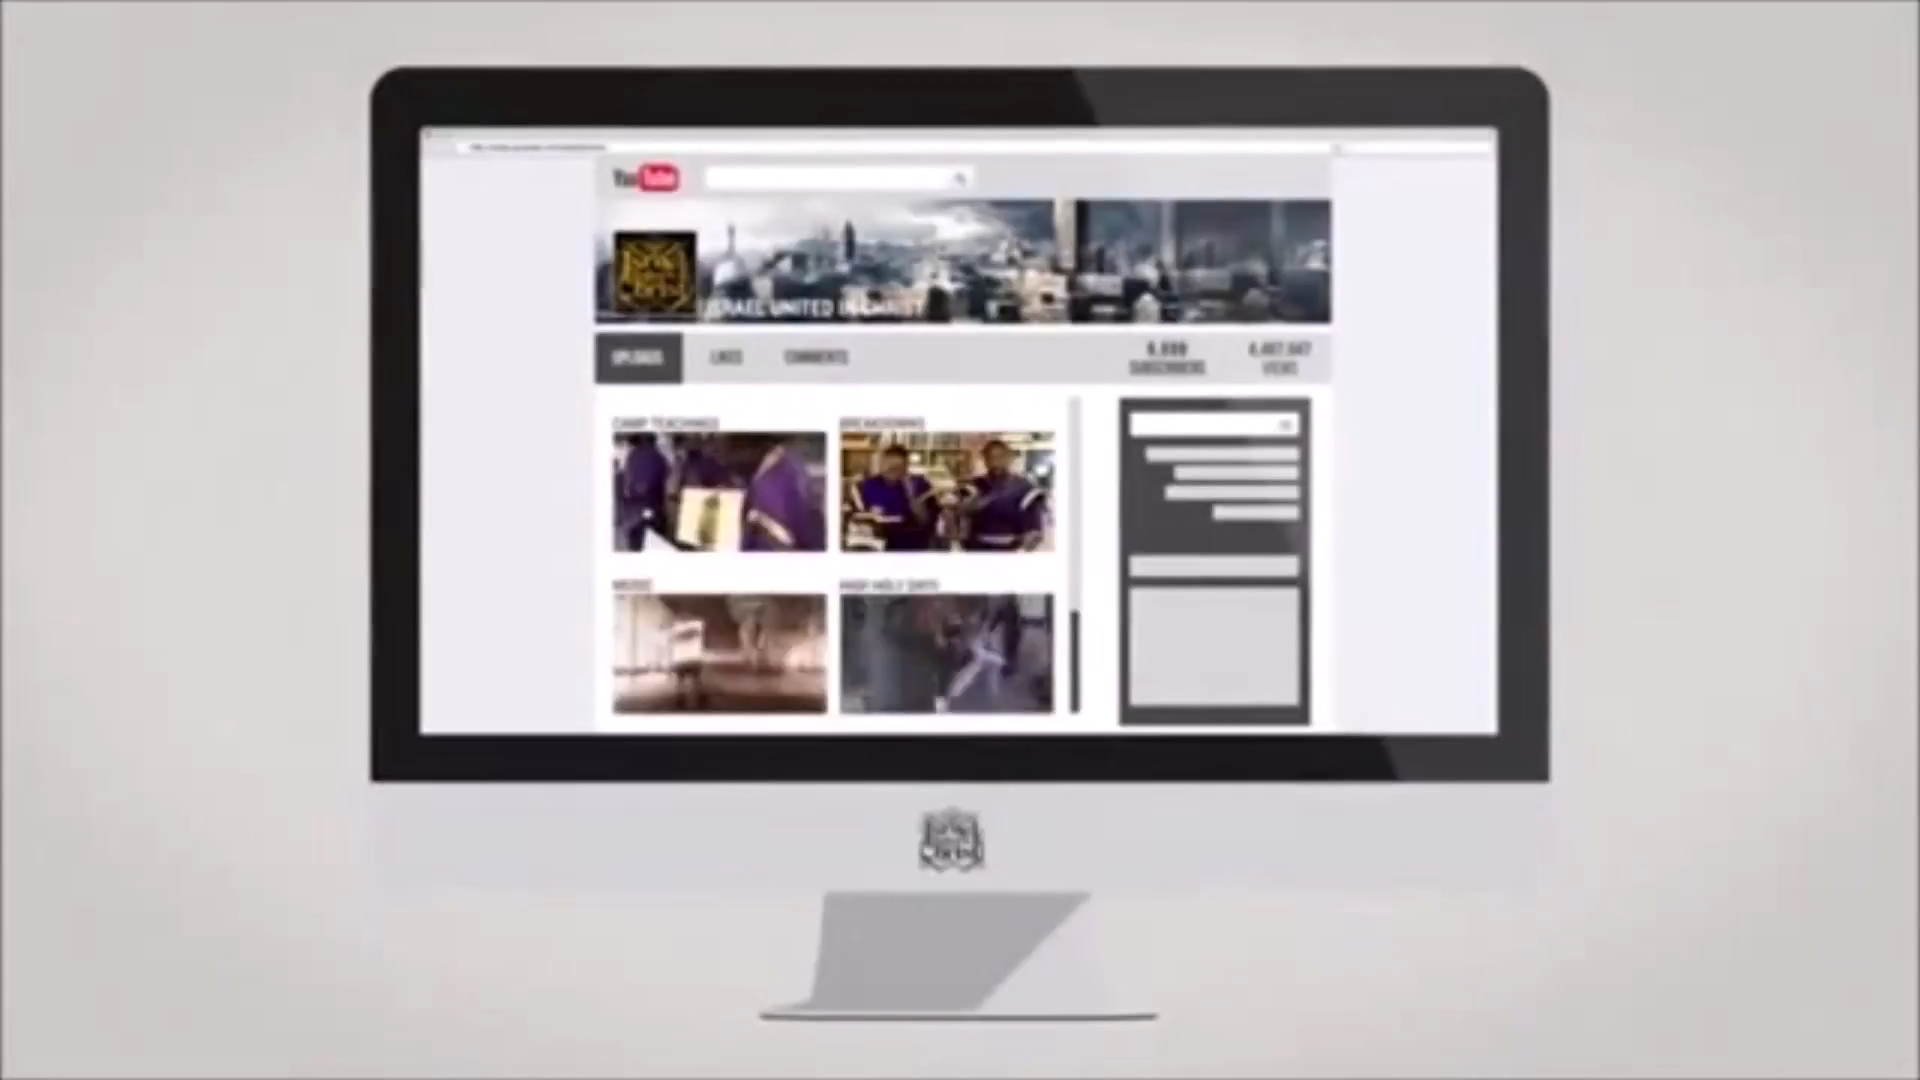 YouTube
ISRAEL UNITED IN CHRIST
UPLOADS LIKES COMMENTS
SUBSCRIBERS VIEWS
CAMP TEACHINGS BREAKDOWNS
MUSIC HIGH HOLY DAYS